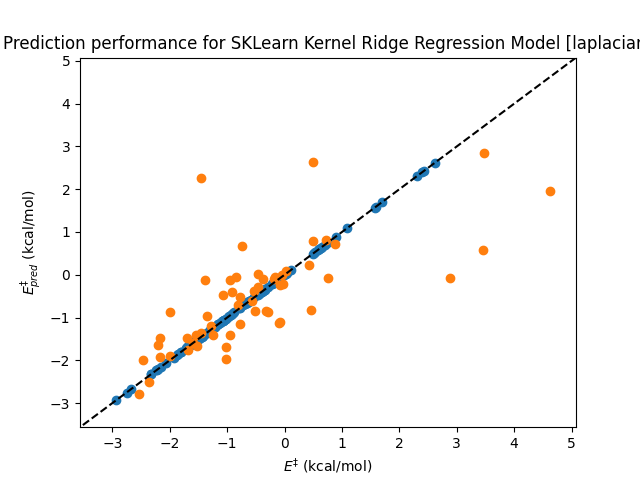 Prediction performance for SKLearn Kernel Ridge Regression Model [laplacian
5
4
3
2
1
0
−1
−2
−3
E‡pred (kcal/mol)
−3 −2 −1 0 1 2 3 4 5
E‡ (kcal/mol)